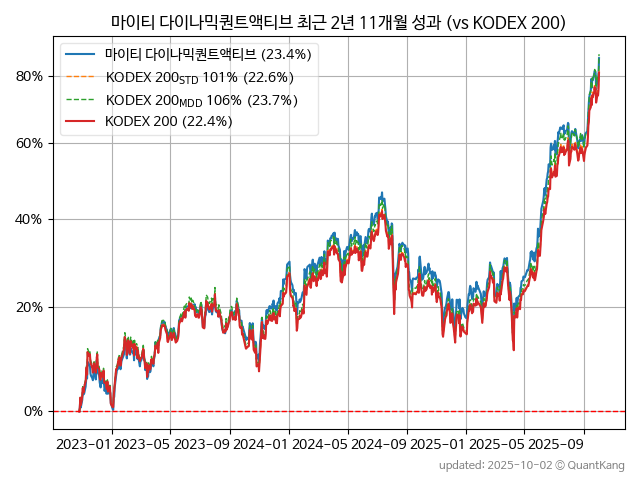 마이티 다이나믹퀀트액티브 최근 2년 11개월 성과 (vs KODEX 200)
마이티 다이나믹퀀트액티브 (23.4%)
KODEX 200STD 101% (22.6%)
KODEX 200MDD 106% (23.7%)
KODEX 200 (22.4%)
80%
60%
40%
20%
0%
2023-01 2023-05 2023-09 2024-01 2024-05 2024-09 2025-01 2025-05 2025-09
updated: 2025-10-02 © QuantKang